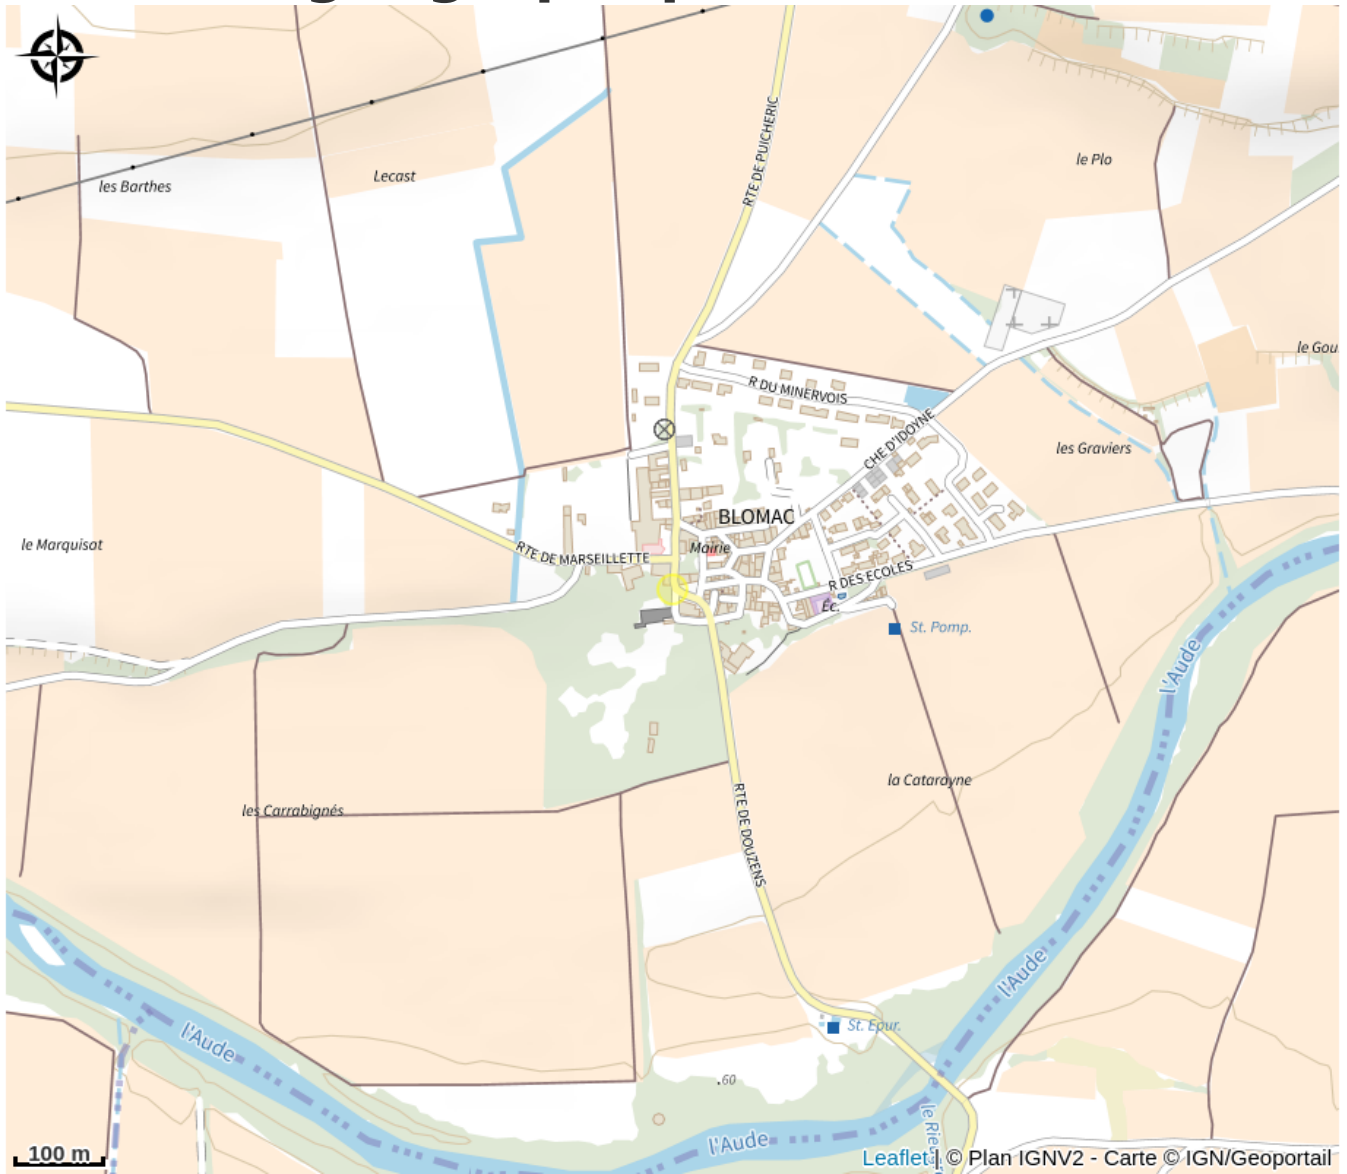 RTE DE PUICHERIC
le Plo
Lecast
les Barthes
le Gou
R DU MINERVOIS
CHE D'IDOYNE
les Graviers
BLOMAC
le Marquisat
RTE DE MARSEILLETTE
Mairie
R DES ECOLES
Éc.
St. Pomp.
l'Aude
la Catarayne
les Carrabignés
RTE DE DOUZENS
l'Aude
St. Epur.
l'Aude
.60
l'Aude
100 m
Leaflet | © Plan IGNV2 - Carte © IGN/Geoportail